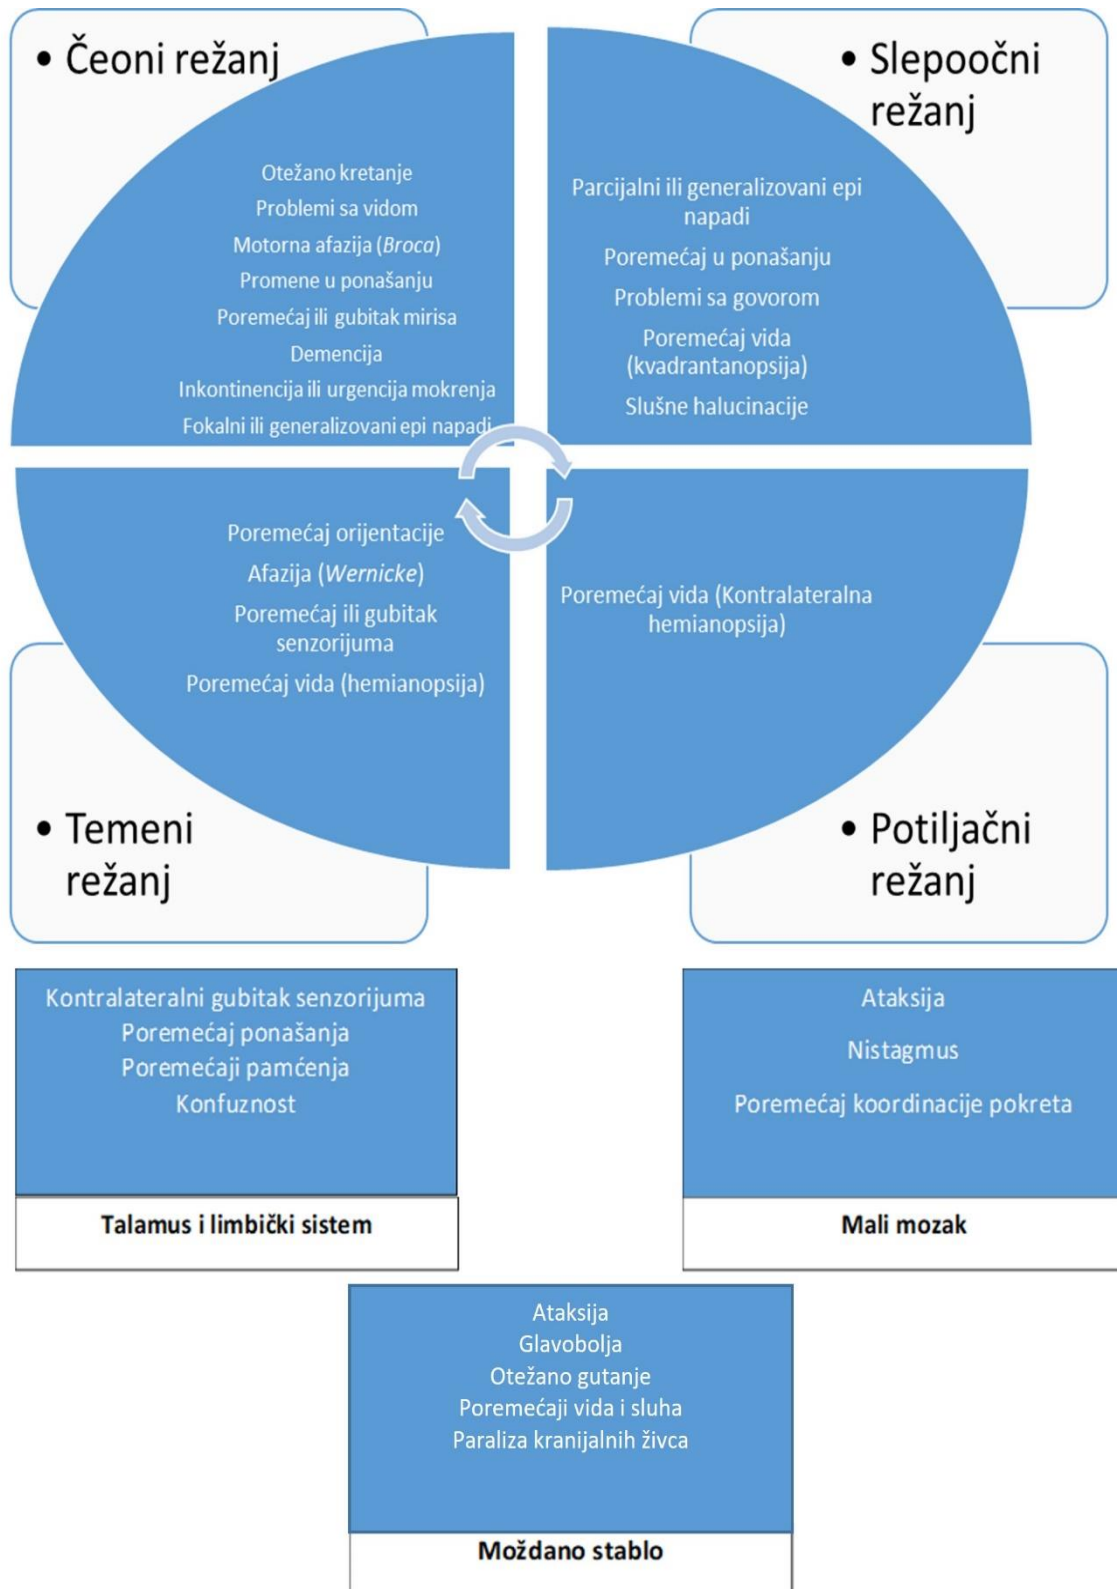 • Čeoni režanj
Otežano kretanje
Problemi sa vidom
Motorna afazija (Broca)
Promene u ponašanju
Poremećaj ili gubitak mirisa
Demencija
Inkontinencija ili urgencija mokrenja
Fokalni ili generalizovani epi napadi
• Slepoočni
režanj
Parcijalni ili generalizovani epi
napadi
Poremećaj u ponašanju
Problemi sa govorom
Poremećaj vida
(kvadrantanopsija)
Slušne halucinacije
Poremećaj orijentacije
Afazija (Wernicke)
Poremećaj ili gubitak
senzorijuma
Poremećaj vida (hemianopsija)
• Temeni
režanj
Poremećaj vida (Kontralateralna
hemianopsija)
• Potiljačni
režanj
Kontralateralni gubitak senzorijuma
Poremećaj ponašanja
Poremećaji pamćenja
Konfuznost
Talamus i limbički sistem
Ataksija
Nistagmus
Poremećaj koordinacije pokreta
Mali mozak
Ataksija
Glavobolja
Otežano gutanje
Poremećaji vida i sluha
Paraliza kranijalnih živca
Moždano stablo